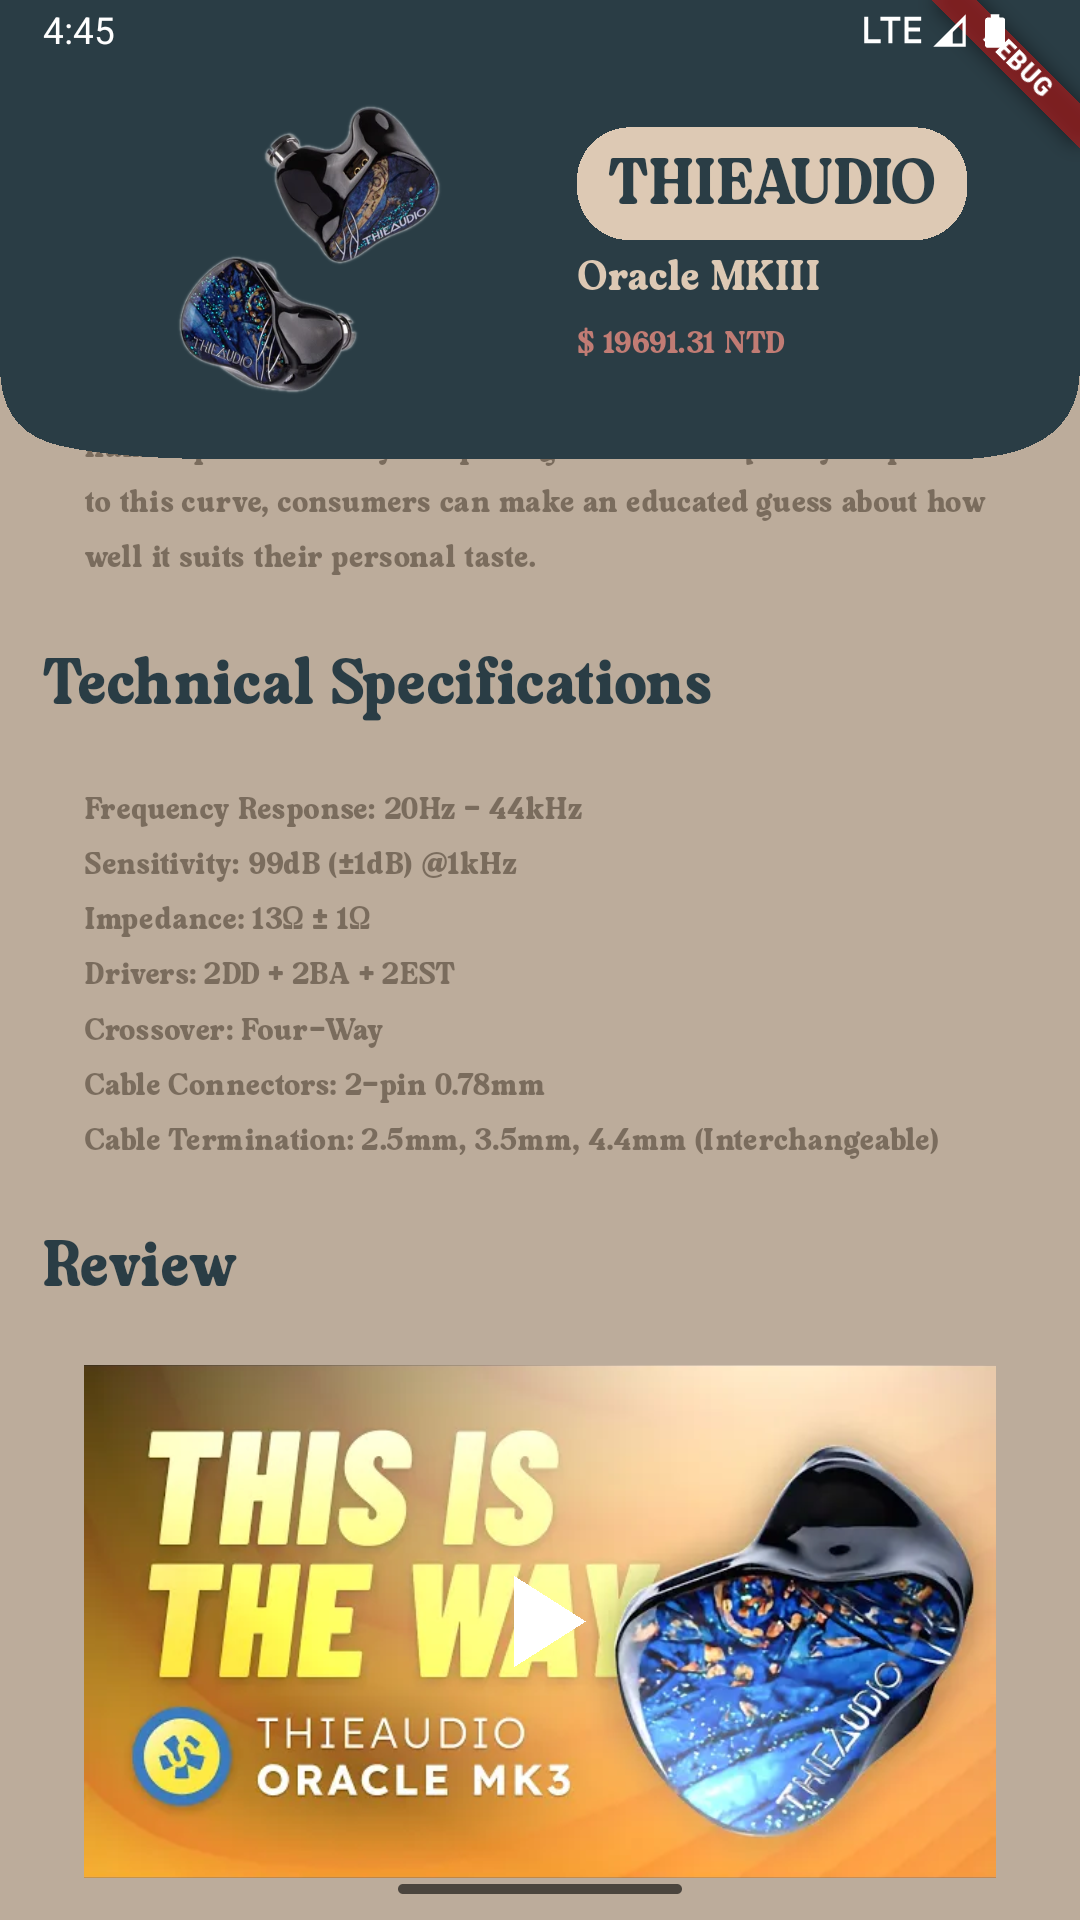 4:45
LTE
EBUG
THIEAUDIO
THIEAUDIO
THIEAUDIO
Oracle MKIII
$ 19691.31 NTD
to this curve, consumers can make an educated guess about how
well it suits their personal taste.
Technical Specifications
Frequency Response: 20Hz - 44kHz
Sensitivity: 99dB (±1dB) @1kHz
Impedance: 13Ω ± 1Ω
Drivers: 2DD + 2BA + 2EST
Crossover: Four-Way
Cable Connectors: 2-pin 0.78mm
Cable Termination: 2.5mm, 3.5mm, 4.4mm (Interchangeable)
Review
THIS IS
THE WAY
THIEAUDIO
ORACLE MK3
THIEAUDIO